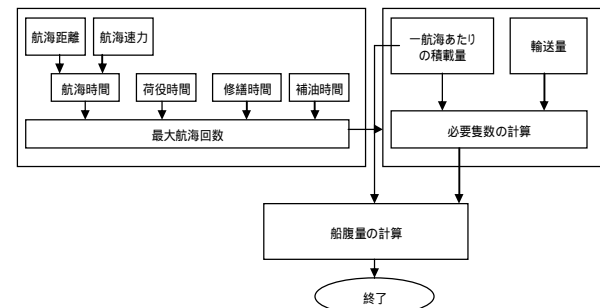 航海距離
航海速力
航海時間
荷役時間
修繕時間
補油時間
最大航海回数
一航海あたり
の積載量
輸送量
必要隻数の計算
船腹量の計算
終了